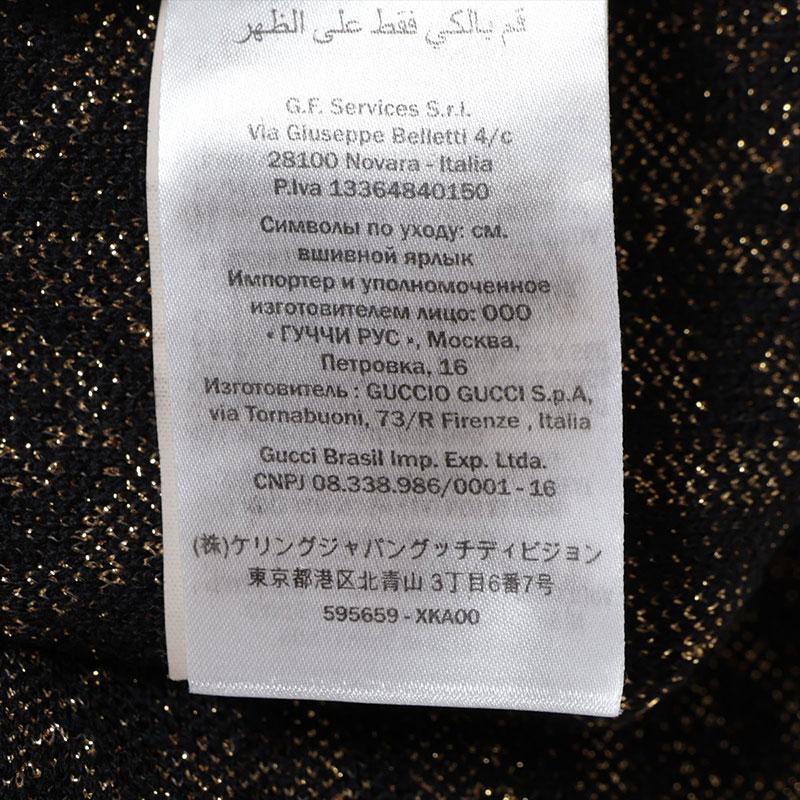 قم بالكي فقط على الظهر
G.F. Services S.r.l.
Via Giuseppe Belletti 4/c
28100 Novara - Italia
P.Iva 13364840150
Символы по уходу: см.
вшивной ярлык
Импортер и уполномоченное
изготовителем лицо: ООО
« ГУЧЧИ РУС », Москва,
Петровка, 16
Изготовитель : GUCCIO GUCCI S.p.A,
via Tornabuoni, 73/R Firenze , Italia
Gucci Brasil Imp. Exp. Ltda.
CNPJ 08.338.986/0001 - 16
(株)ケリングジャパングッチディビジョン
東京都港区北青山 3丁目6番7号
595659 - XKA00